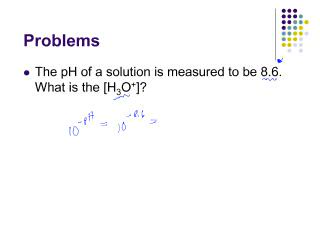 Problems
The pH of a solution is measured to be 8.6.
What is the [H₃O⁺]?
10^-pH = 10^-8.6 =